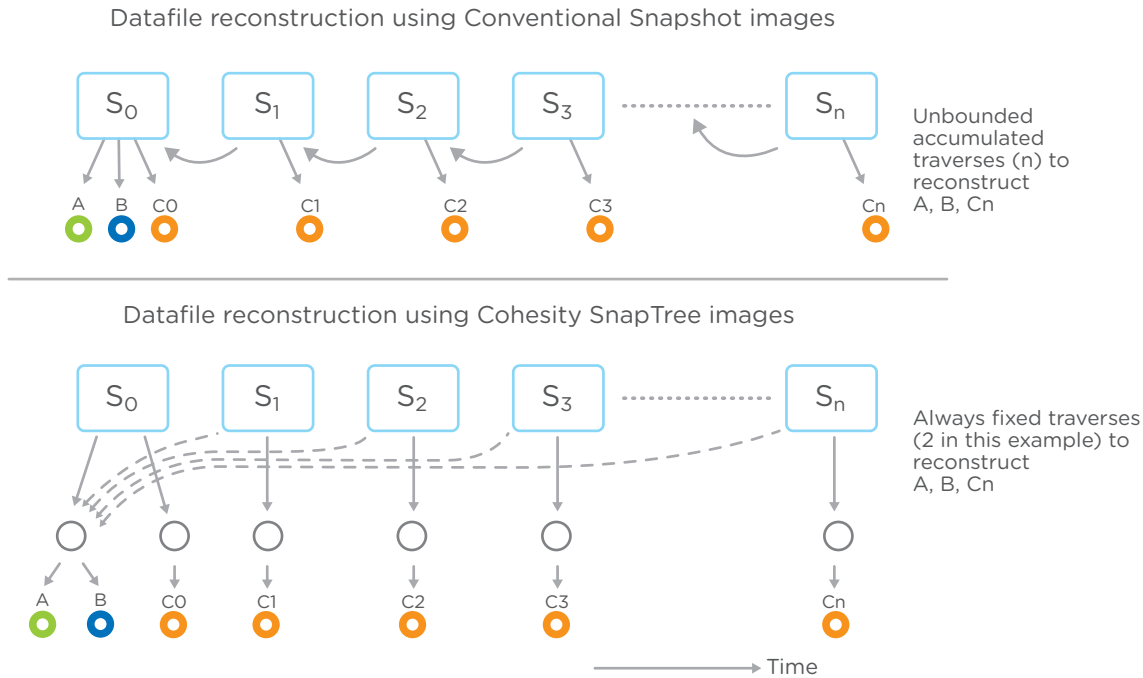 Datafile reconstruction using Conventional Snapshot images
S₀ S₁ S₂ S₃ Sₙ
Unbounded
accumulated
traverses (n) to
reconstruct
A, B, Cn
A B C0 C1 C2 C3 Cn
Datafile reconstruction using Cohesity SnapTree images
S₀ S₁ S₂ S₃ Sₙ
Always fixed traverses
(2 in this example) to
reconstruct
A, B, Cn
A B C0 C1 C2 C3 Cn
Time